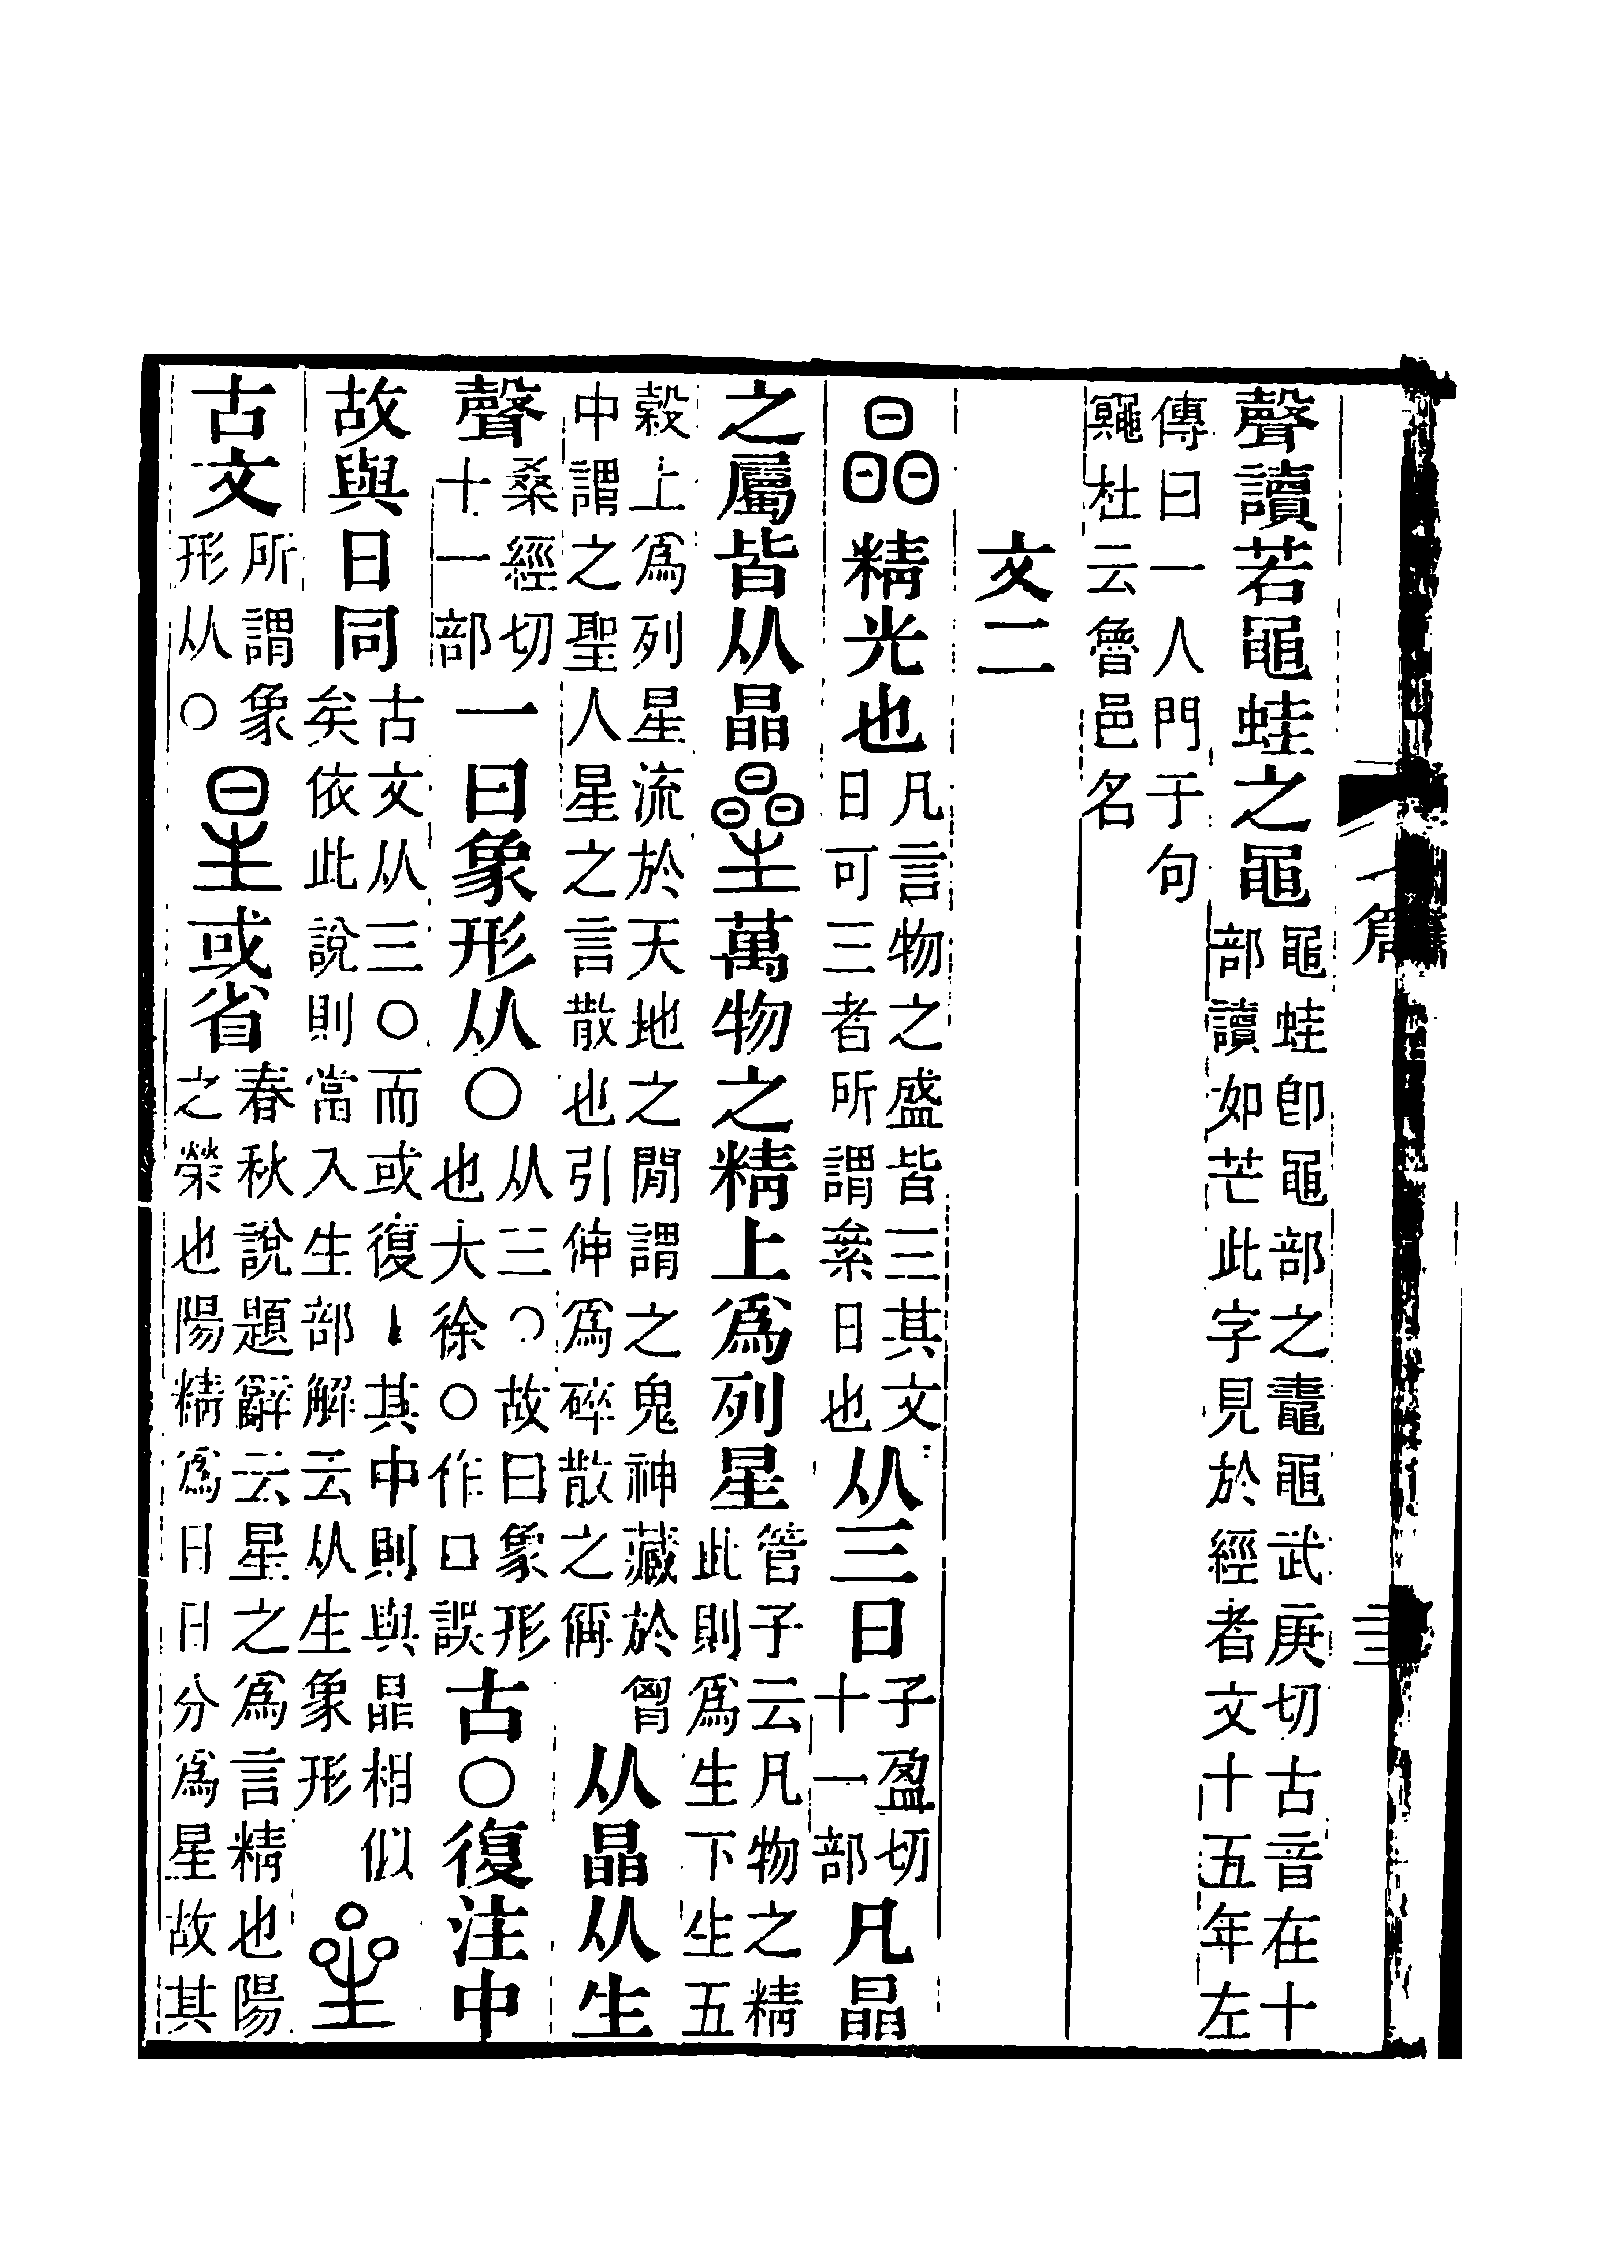 聲讀若黽蛙之黽黽蛙卽黽部之鼃黽武庚切古音在十部讀如芒此字見於經者文十五年左
傳曰一人門于句鼆杜云魯邑名
文二
晶精光也凡言物之盛皆三其文日可三者所謂絫日也从三日子盈切十一部凡晶
之屬皆从晶曐萬物之精上爲列星管子云凡物之精此則爲生下生五
榖上爲列星流於天地之閒謂之鬼神藏於胷中謂之聖人星之言散也引伸爲碎散之偁从晶从生
聲桑經切十一部一曰象形从○从三○故曰象形也大徐○作口誤古○復注中
故與日同古文从三○而或復丶其中則與晶相似矣依此說則當入生部解云从生象形
古文所謂象形从○星或省春秋說題辭云星之爲言精也陽之榮也陽精爲日日分爲星故其